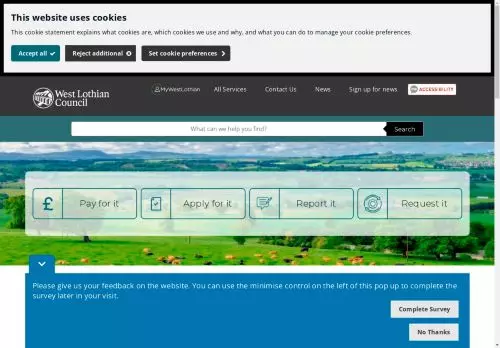 This website uses cookies
This cookie statement explains what cookies are, which cookies we use and why, and what you can do to manage your cookie preferences.
Accept all
Reject additional
Set cookie preferences
West Lothian
Council
MyWestLothian
All Services
Contact Us
News
Sign up for news
ACCESSIBILITY
What can we help you find?
Search
£
Pay for it
Apply for it
Report it
Request it
Please give us your feedback on the website. You can use the minimise control on the left of this pop up to complete the
survey later in your visit.
Complete Survey
No Thanks